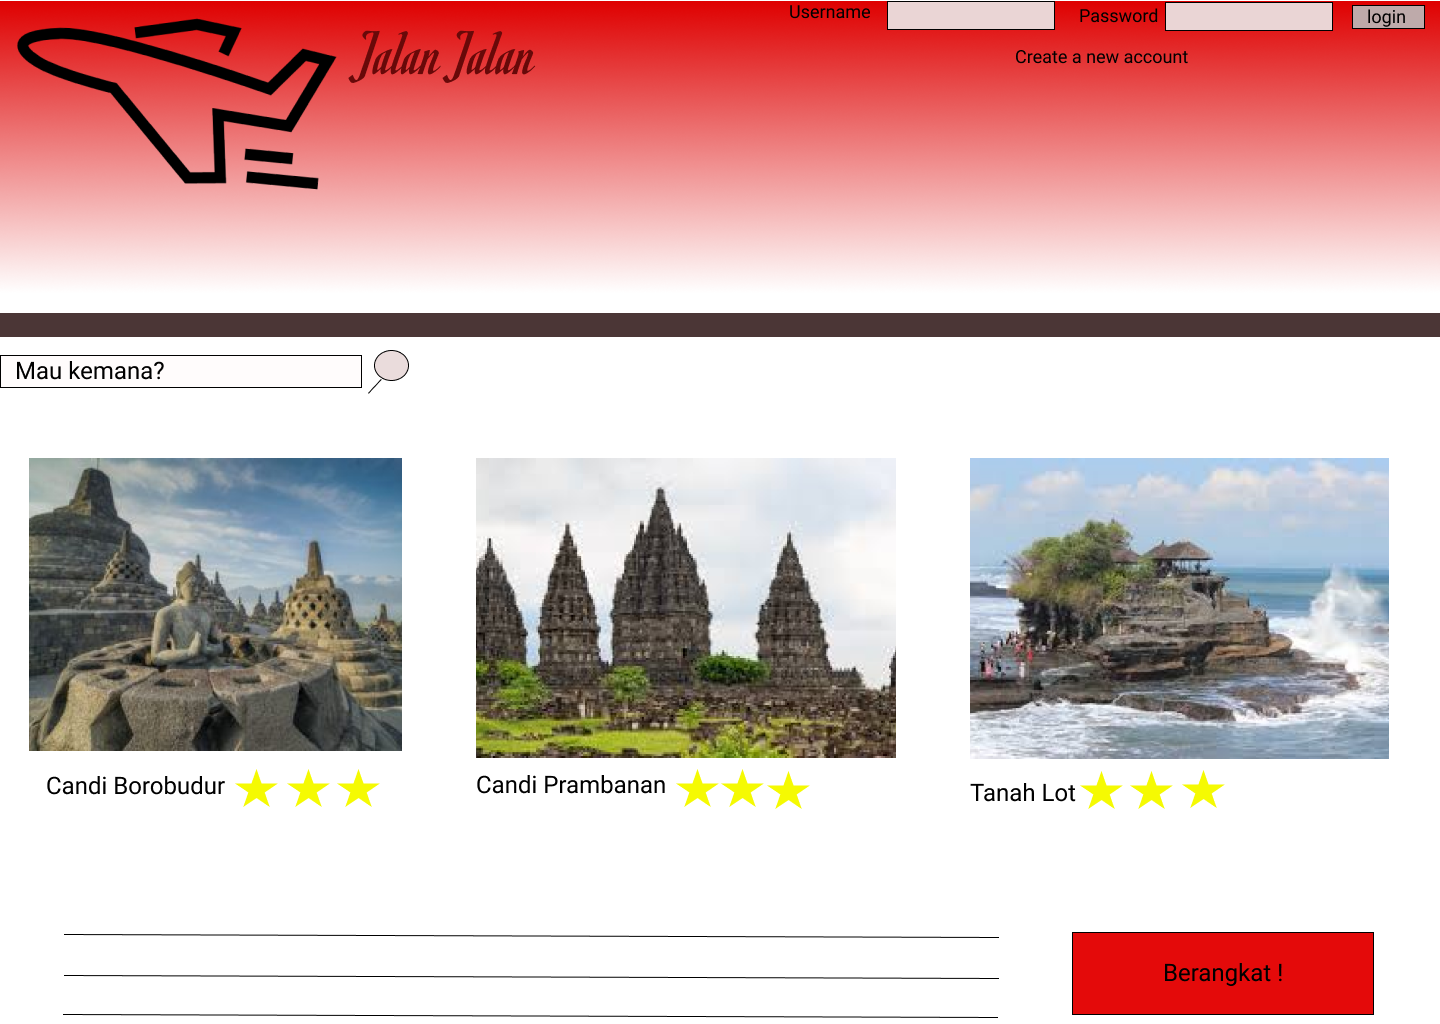 Username
Password
login
Jalan Jalan
Create a new account
Mau kemana?
Candi Borobudur
Candi Prambanan
Tanah Lot
Berangkat !